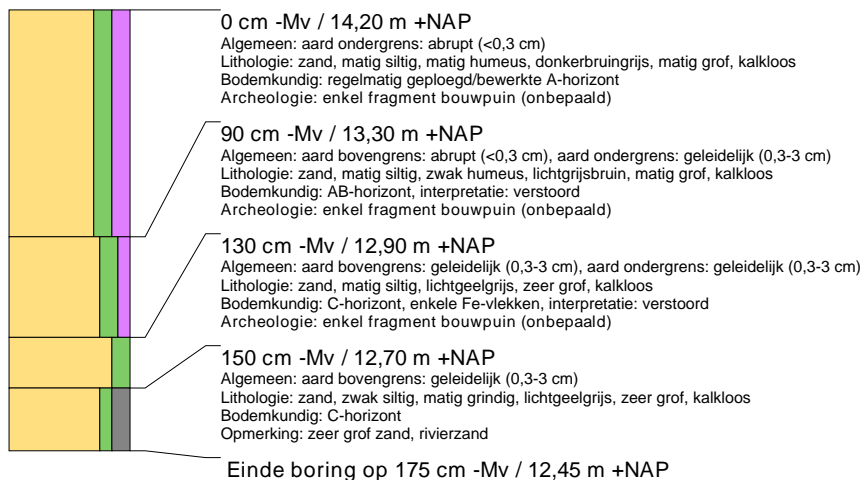 0 cm -Mv / 14,20 m +NAP
Algemeen: aard ondergrens: abrupt (<0,3 cm)
Lithologie: zand, matig siltig, matig humeus, donkerbruingrijs, matig grof, kalkloos
Bodemkundig: regelmatig geploegd/bewerkte A-horizont
Archeologie: enkel fragment bouwpuin (onbepaald)
90 cm -Mv / 13,30 m +NAP
Algemeen: aard bovengrens: abrupt (<0,3 cm), aard ondergrens: geleidelijk (0,3-3 cm)
Lithologie: zand, matig siltig, zwak humeus, lichtgrijsbruin, matig grof, kalkloos
Bodemkundig: AB-horizont, interpretatie: verstoord
Archeologie: enkel fragment bouwpuin (onbepaald)
130 cm -Mv / 12,90 m +NAP
Algemeen: aard bovengrens: geleidelijk (0,3-3 cm), aard ondergrens: geleidelijk (0,3-3 cm)
Lithologie: zand, matig siltig, lichtgeelgrijs, zeer grof, kalkloos
Bodemkundig: C-horizont, enkele Fe-vlekken, interpretatie: verstoord
Archeologie: enkel fragment bouwpuin (onbepaald)
150 cm -Mv / 12,70 m +NAP
Algemeen: aard bovengrens: geleidelijk (0,3-3 cm)
Lithologie: zand, zwak siltig, matig grindig, lichtgeelgrijs, zeer grof, kalkloos
Bodemkundig: C-horizont
Opmerking: zeer grof zand, rivierzand
Einde boring op 175 cm -Mv / 12,45 m +NAP